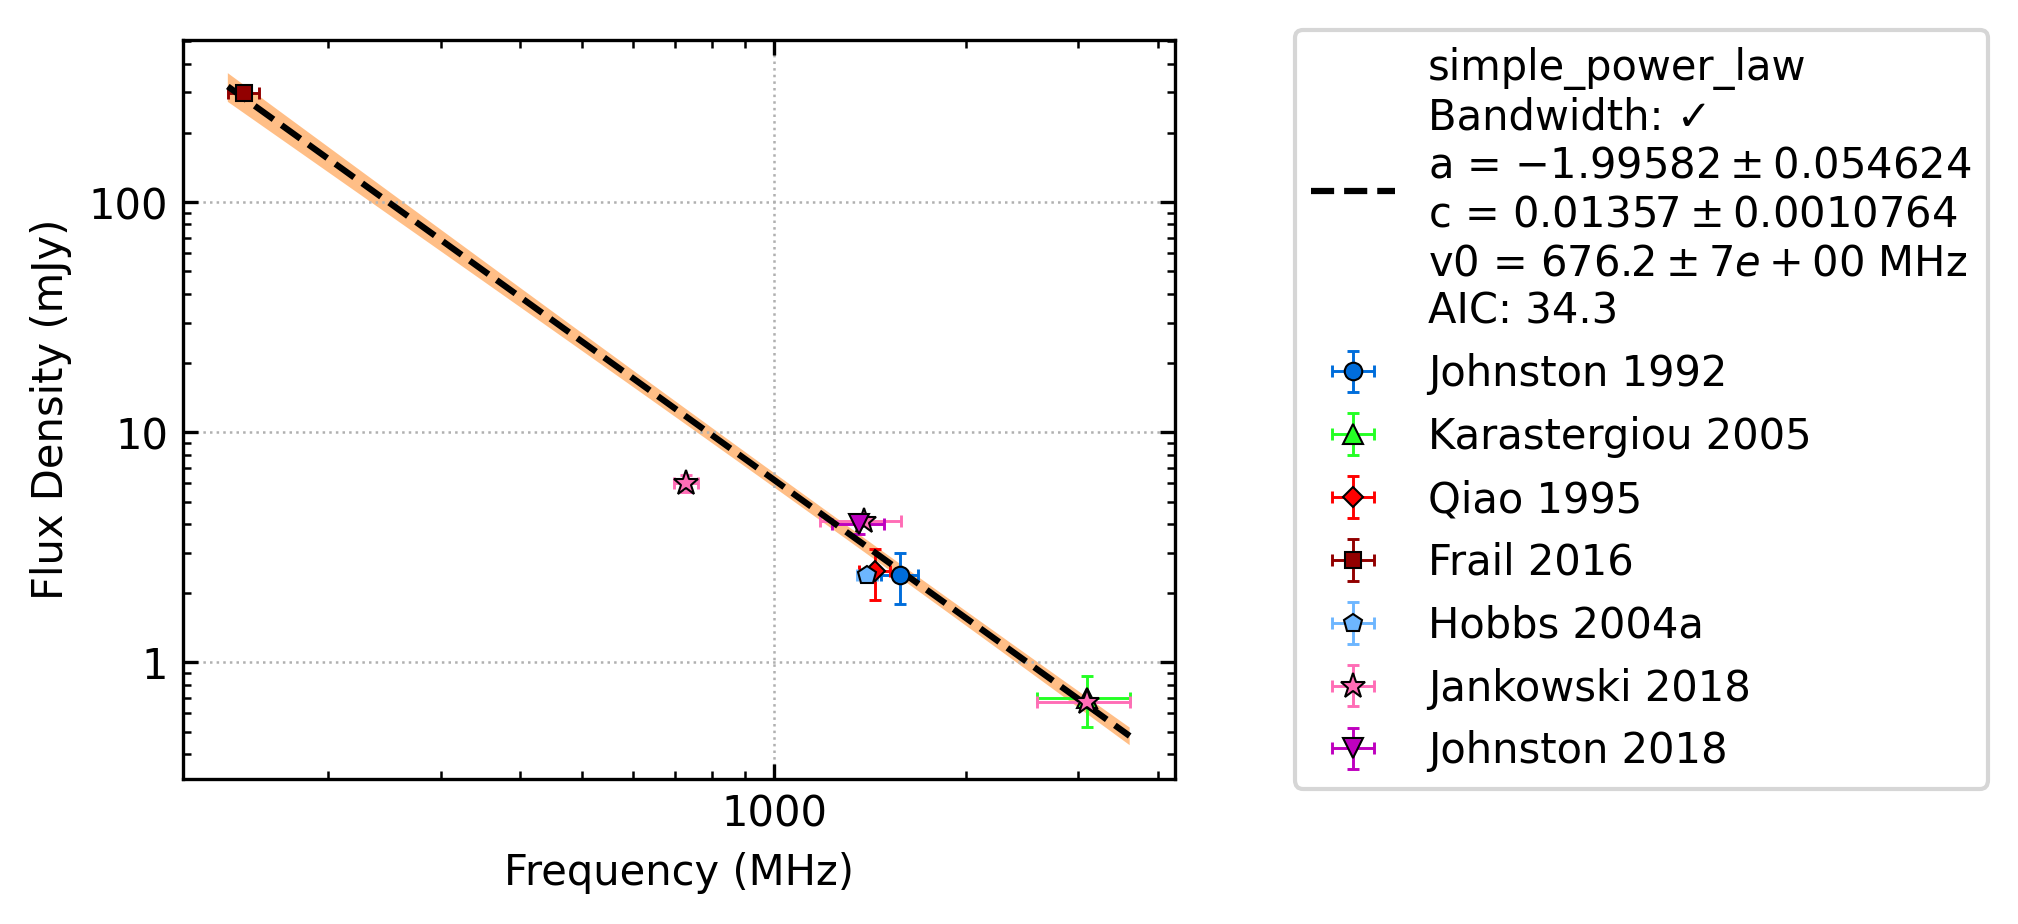 100
10
1
1000
Flux Density (mJy)
Frequency (MHz)
simple_power_law
Bandwidth: ✓
a = −1.99582 ± 0.054624
c = 0.01357 ± 0.0010764
v0 = 676.2 ± 7e + 00 MHz
AIC: 34.3
Johnston 1992
Karastergiou 2005
Qiao 1995
Frail 2016
Hobbs 2004a
Jankowski 2018
Johnston 2018